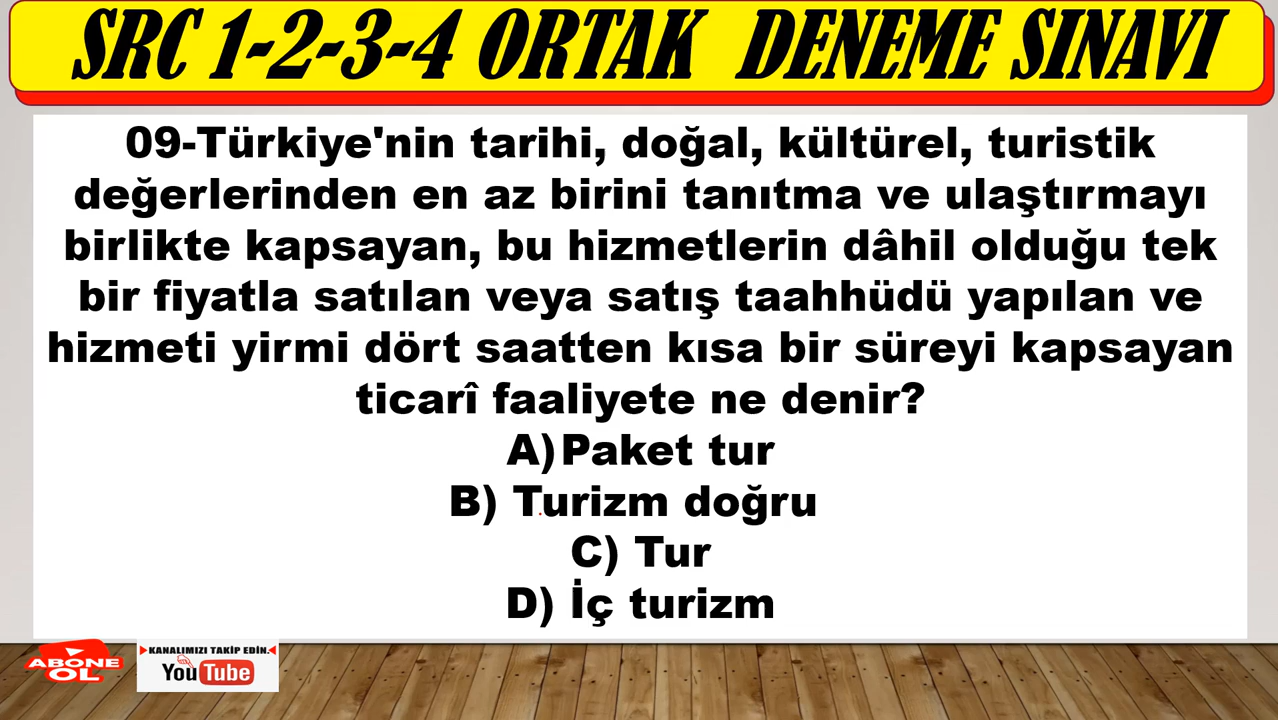 SRC 1-2-3-4 ORTAK DENEME SINAVI
09-Türkiye'nin tarihi, doğal, kültürel, turistik
değerlerinden en az birini tanıtma ve ulaştırmayı
birlikte kapsayan, bu hizmetlerin dâhil olduğu tek
bir fiyatla satılan veya satış taahhüdü yapılan ve
hizmeti yirmi dört saatten kısa bir süreyi kapsayan
ticarî faaliyete ne denir?
A) Paket tur
B) Turizm doğru
C) Tur
D) İç turizm
ABONE
OL
KANALIMIZI TAKİP EDİN.
YouTube